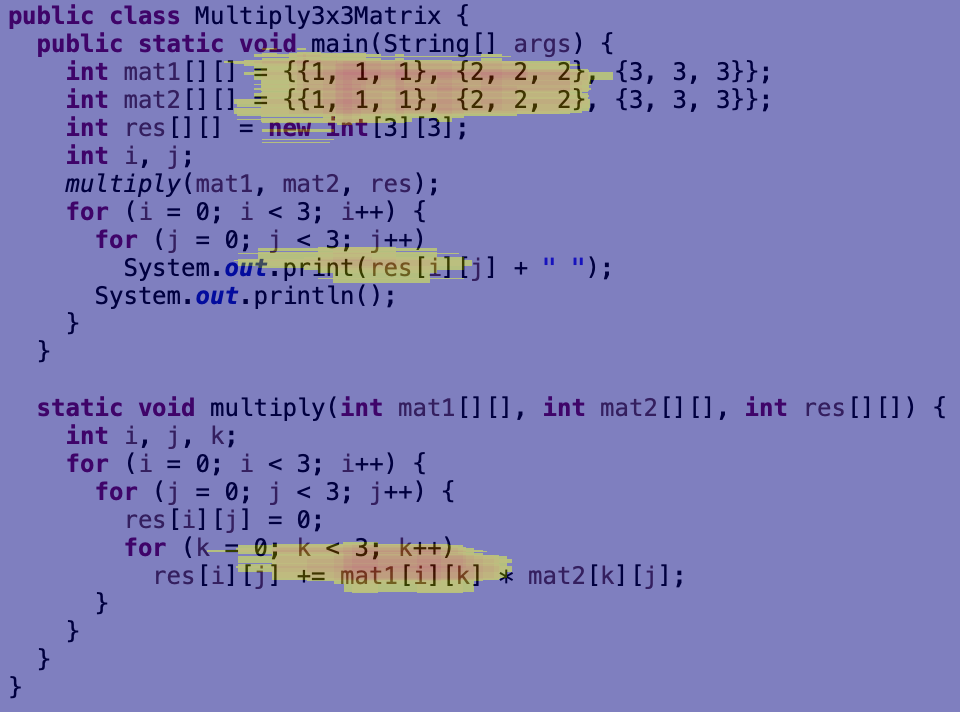 public class Multiply3x3Matrix {
  public static void main(String[] args) {
    int mat1[][] = {{1, 1, 1}, {2, 2, 2}, {3, 3, 3}};
    int mat2[][] = {{1, 1, 1}, {2, 2, 2}, {3, 3, 3}};
    int res[][] = new int[3][3];
    int i, j;
    multiply(mat1, mat2, res);
    for (i = 0; i < 3; i++) {
      for (j = 0; j < 3; j++)
        System.out.print(res[i][j] + " ");
      System.out.println();
    }
  }

  static void multiply(int mat1[][], int mat2[][], int res[][]) {
    int i, j, k;
    for (i = 0; i < 3; i++) {
      for (j = 0; j < 3; j++) {
        res[i][j] = 0;
        for (k = 0; k < 3; k++)
          res[i][j] += mat1[i][k] * mat2[k][j];
      }
    }
  }
}